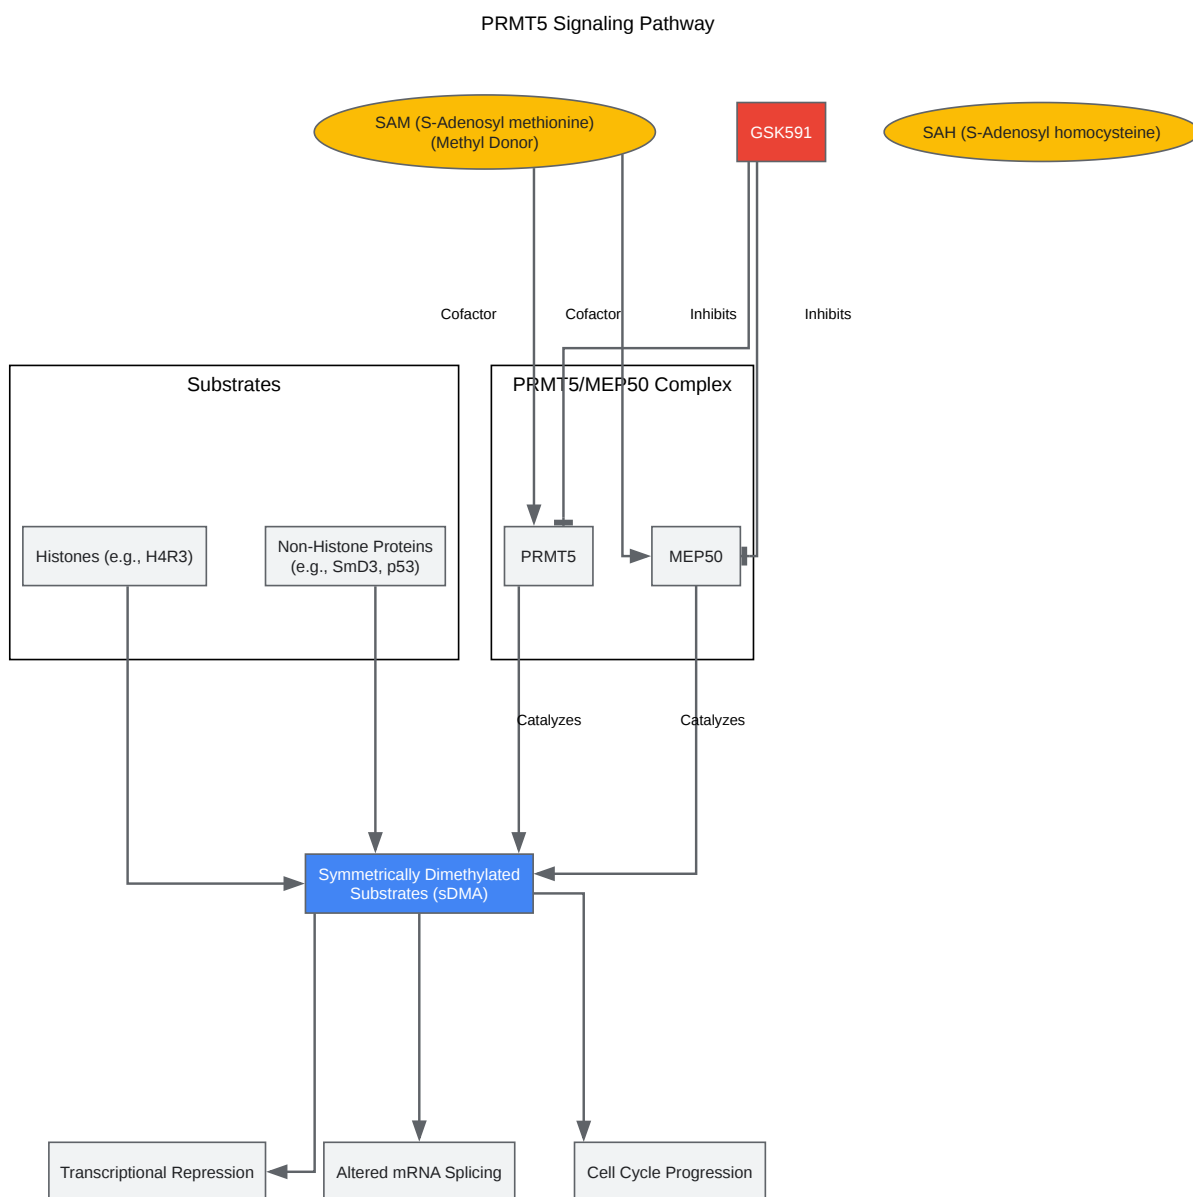 PRMT5 Signaling Pathway
SAM (S-Adenosyl methionine)
(Methyl Donor)
GSK591
SAH (S-Adenosyl homocysteine)
Cofactor
Cofactor
Inhibits
Inhibits
Substrates
PRMT5/MEP50 Complex
Histones (e.g., H4R3)
Non-Histone Proteins
(e.g., SmD3, p53)
PRMT5
MEP50
Catalyzes
Catalyzes
Symmetrically Dimethylated
Substrates (sDMA)
Transcriptional Repression
Altered mRNA Splicing
Cell Cycle Progression